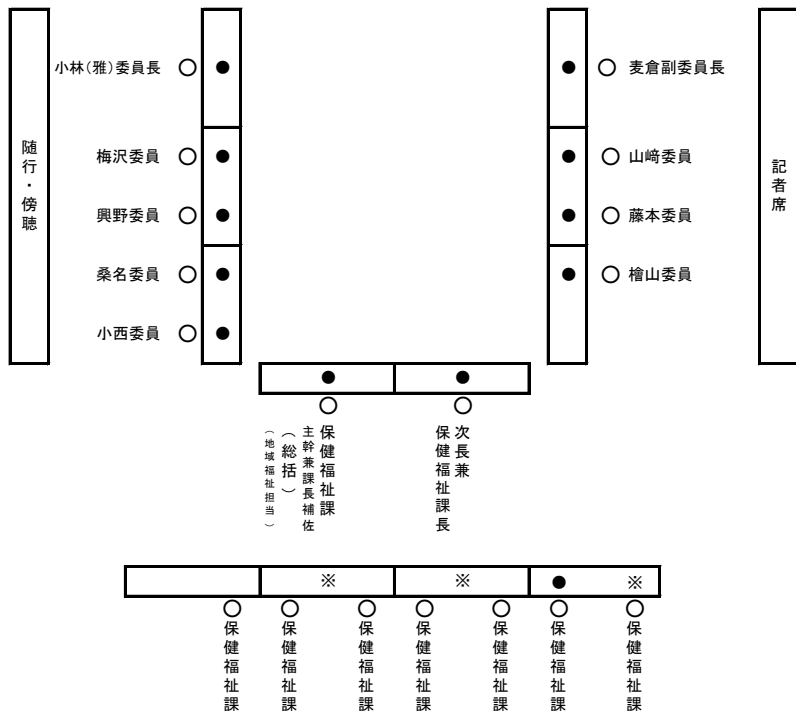 小林（雅）委員長
麦倉副委員長
随行・傍聴
記者席
梅沢委員
山﨑委員
興野委員
藤本委員
桑名委員
檜山委員
小西委員
次長兼
保健福祉課長
保健福祉課
主幹兼課長補佐
（総括）
（地域福祉担当）
※
※
※
保健福祉課
保健福祉課
保健福祉課
保健福祉課
保健福祉課
保健福祉課
保健福祉課